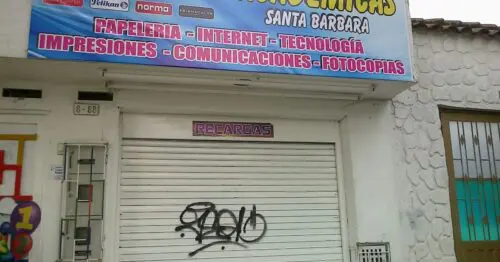 Pelikan
norma
SANTA BARBARA
PAPELERIA - INTERNET - TECNOLOGÍA
IMPRESIONES - COMUNICACIONES - FOTOCOPIAS
RECARGAS